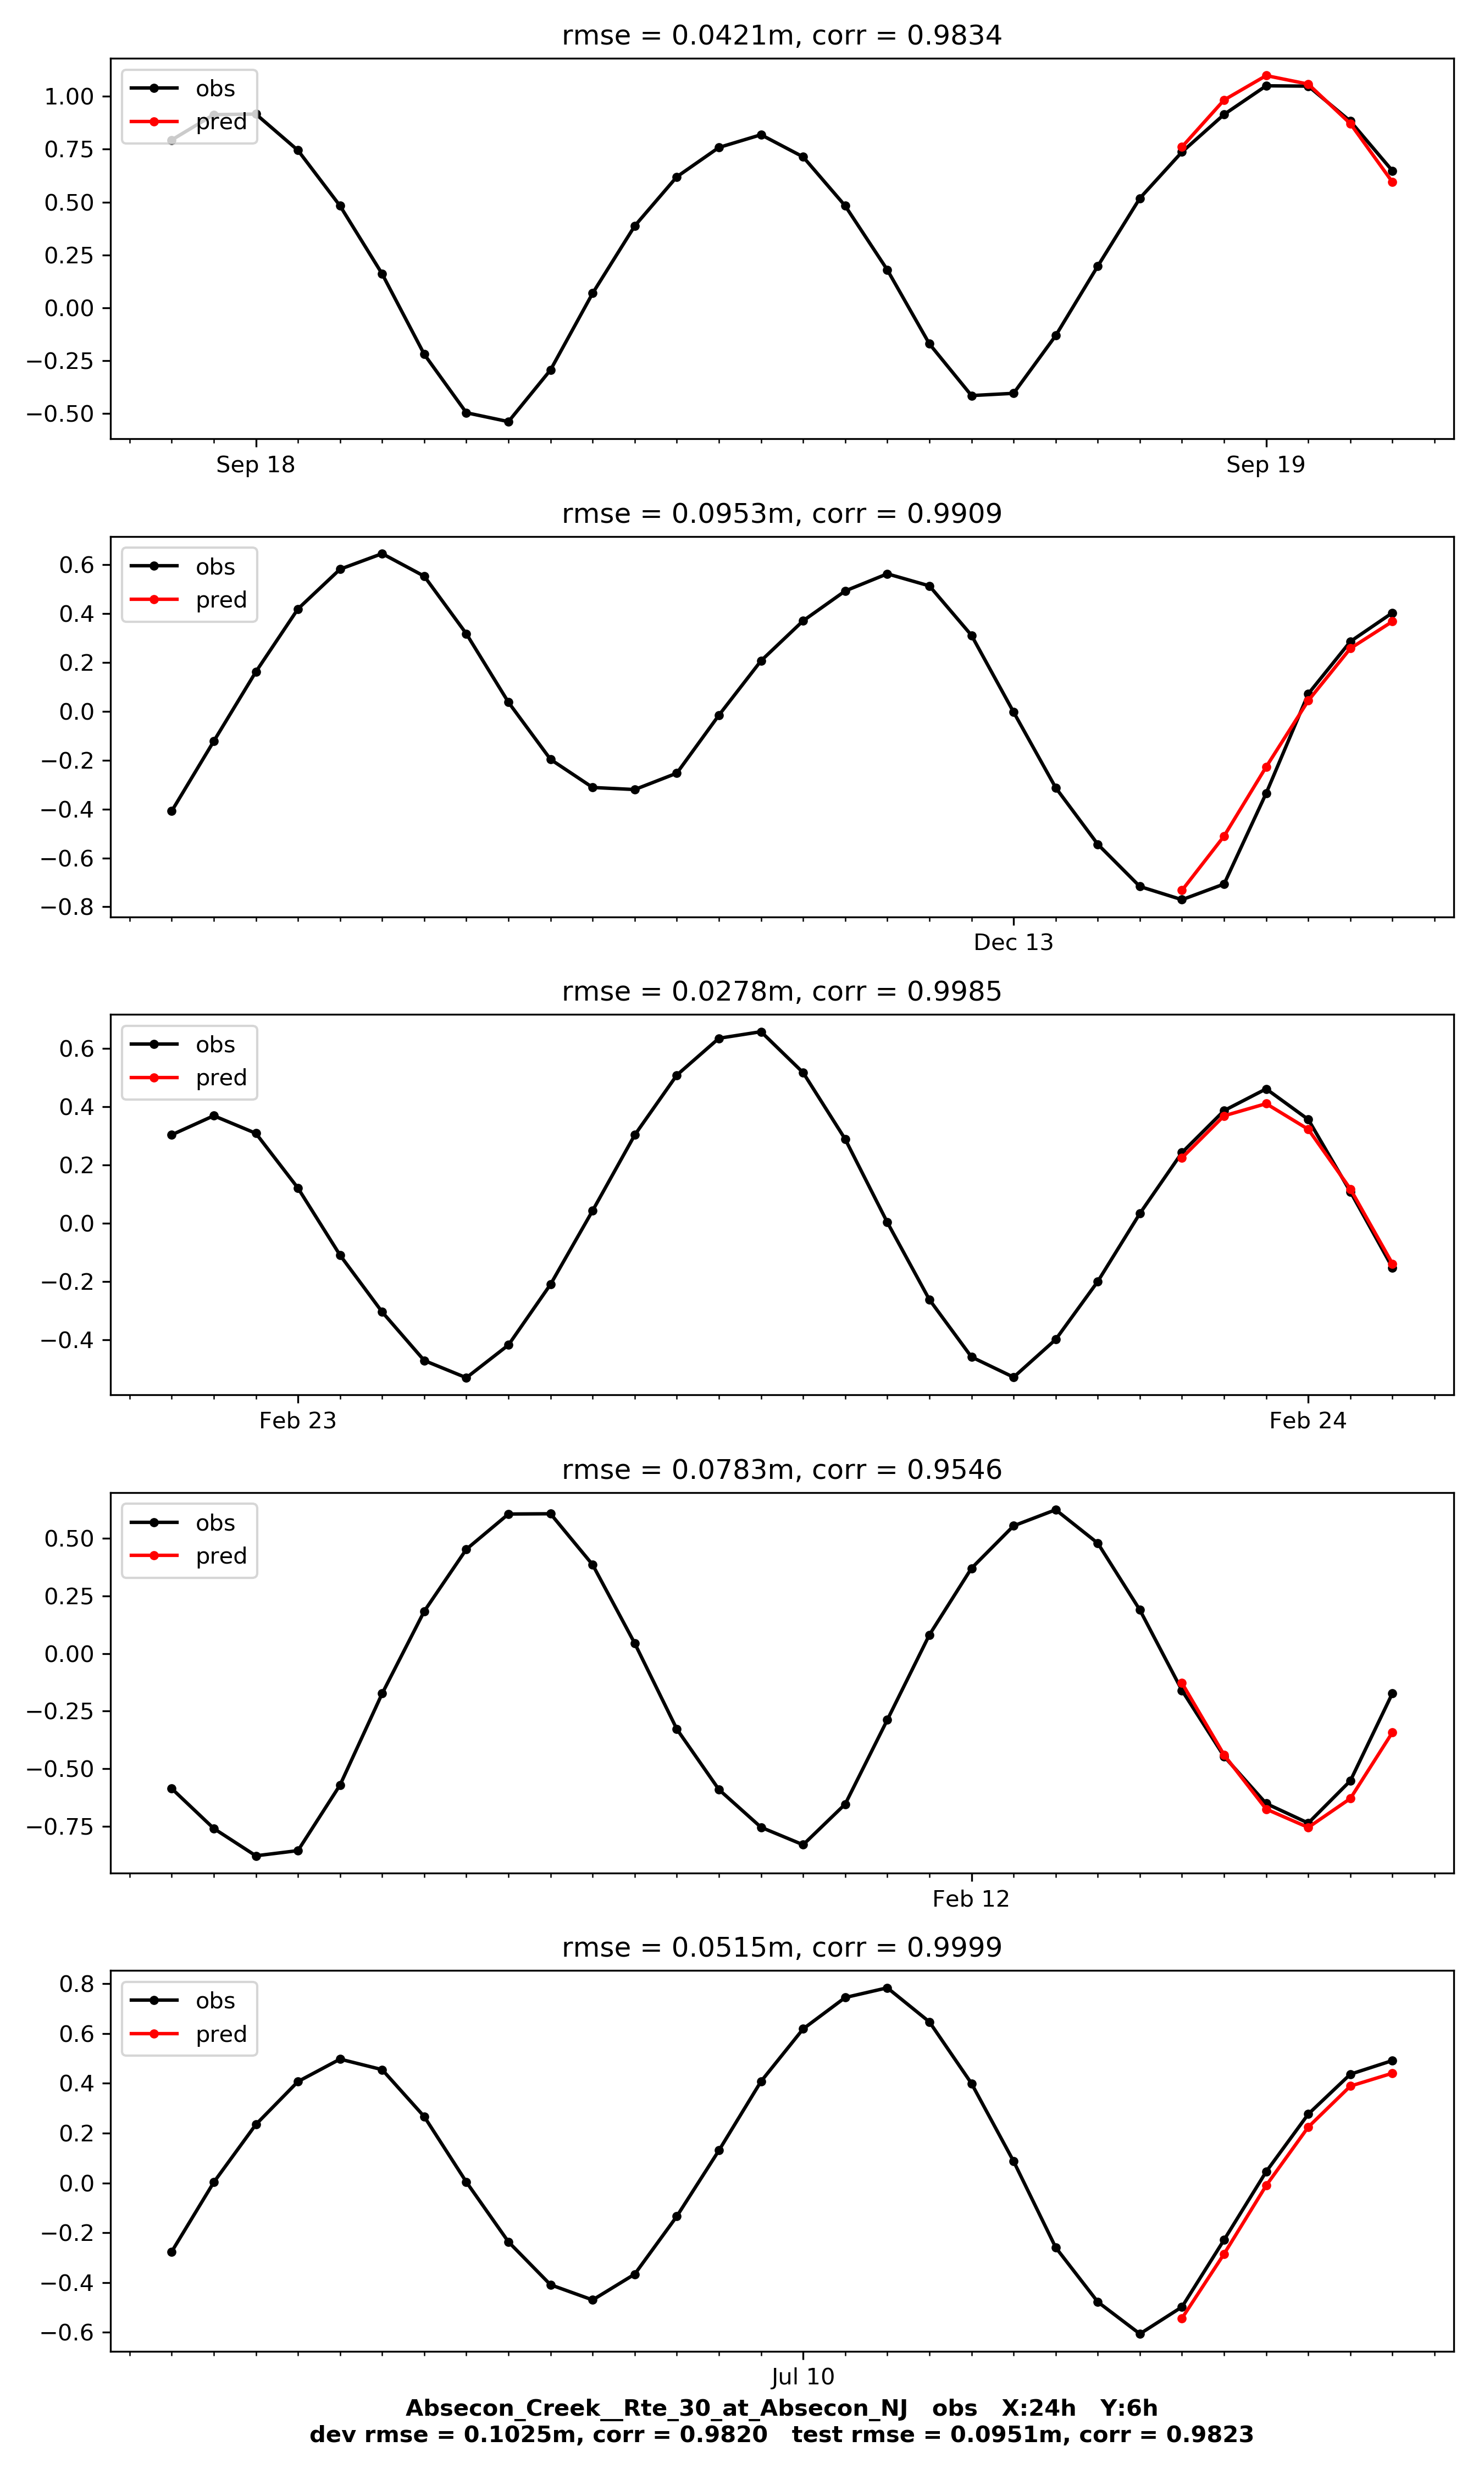 rmse = 0.0421m, corr = 0.9834
obs
pred
1.00
0.75
0.50
0.25
0.00
−0.25
−0.50
Sep 18 Sep 19
rmse = 0.0953m, corr = 0.9909
obs
pred
0.6
0.4
0.2
0.0
−0.2
−0.4
−0.6
−0.8
Dec 13
rmse = 0.0278m, corr = 0.9985
obs
pred
0.6
0.4
0.2
0.0
−0.2
−0.4
Feb 23 Feb 24
rmse = 0.0783m, corr = 0.9546
obs
pred
0.50
0.25
0.00
−0.25
−0.50
−0.75
Feb 12
rmse = 0.0515m, corr = 0.9999
obs
pred
0.8
0.6
0.4
0.2
0.0
−0.2
−0.4
−0.6
Jul 10
Absecon_Creek__Rte_30_at_Absecon_NJ obs X:24h Y:6h
dev rmse = 0.1025m, corr = 0.9820 test rmse = 0.0951m, corr = 0.9823